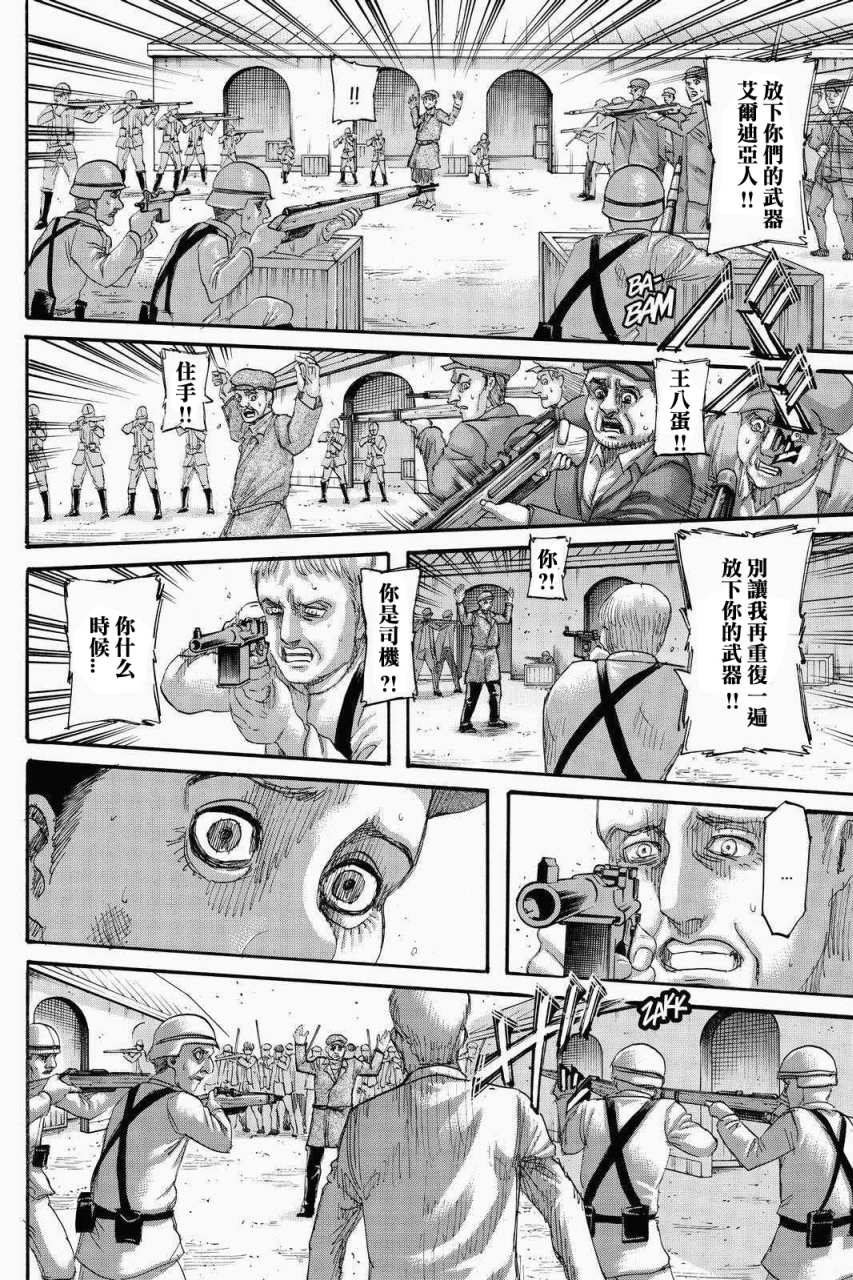 放下你們的武器
艾爾迪亞人!!
!!
BA-
BAM
王八蛋!!
住手!!
別讓我再重復一遍
放下你的武器!!
你?!
你是司機?!
你什么
時候...
...
ZAKK